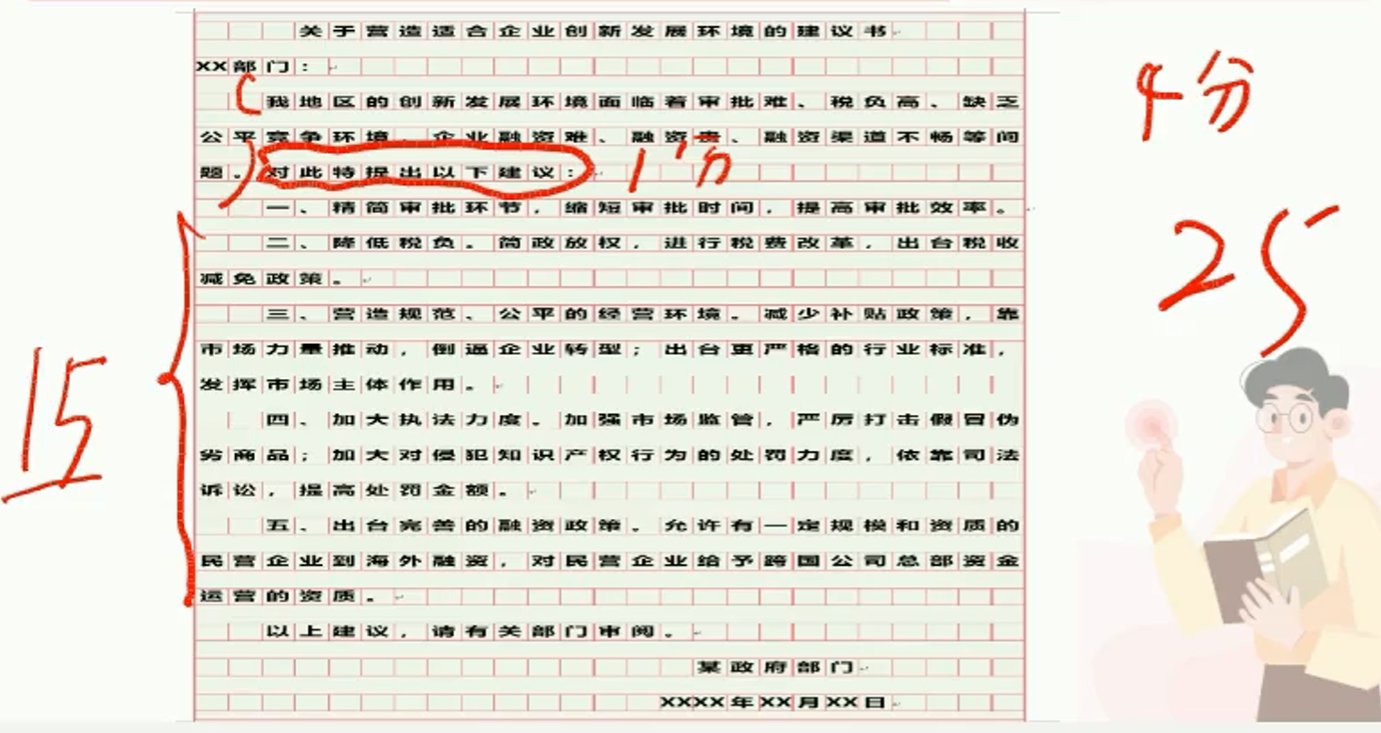 关于营造适合企业创新发展环境的建议书
XX部门：
我地区的创新发展环境面临着审批难、税负高、缺乏
公平竞争环境、企业融资难、融资贵、融资渠道不畅等问
题。对此特提出以下建议：
一、精简审批环节，缩短审批时间，提高审批效率。
二、降低税负。简政放权，进行税费改革，出台税收
减免政策。
三、营造规范、公平的经营环境。减少补贴政策，靠
市场力量推动，倒逼企业转型；出台更严格的行业标准，
发挥市场主体作用。
四、加大执法力度。加强市场监管，严厉打击假冒伪
劣商品；加大对侵犯知识产权行为的处罚力度，依靠司法
诉讼，提高处罚金额。
五、出台完善的融资政策。允许有一定规模和资质的
民营企业到海外融资，对民营企业给予跨国公司总部资金
运营的资质。
以上建议，请有关部门审阅。
某政府部门
XXXX年XX月XX日
4分
1分
25
15